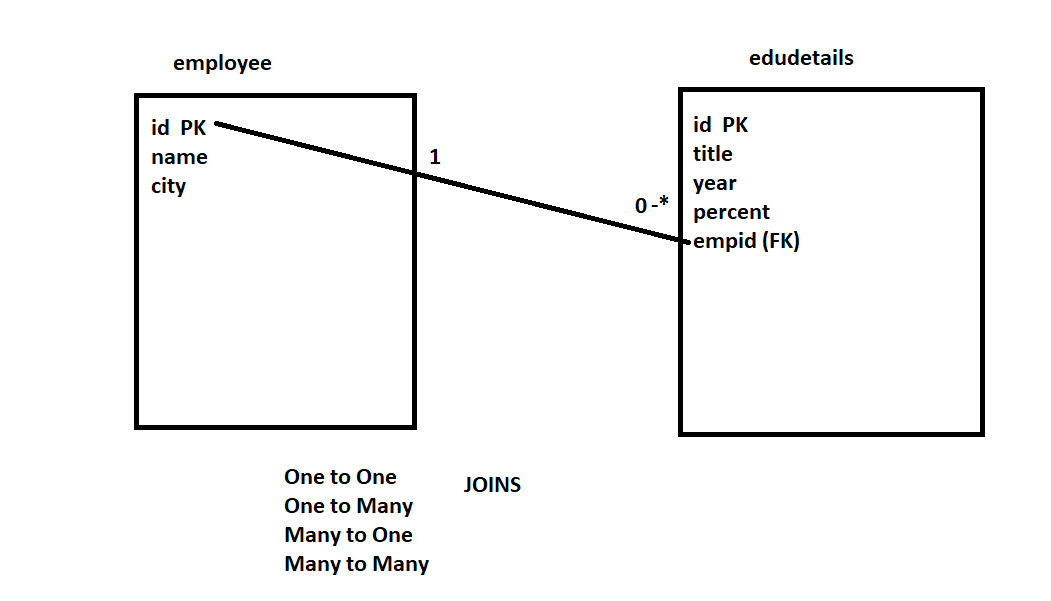 employee
id PK
name
city
1
0-*
edudetails
id PK
title
year
percent
empid (FK)
One to One
One to Many
Many to One
Many to Many
JOINS